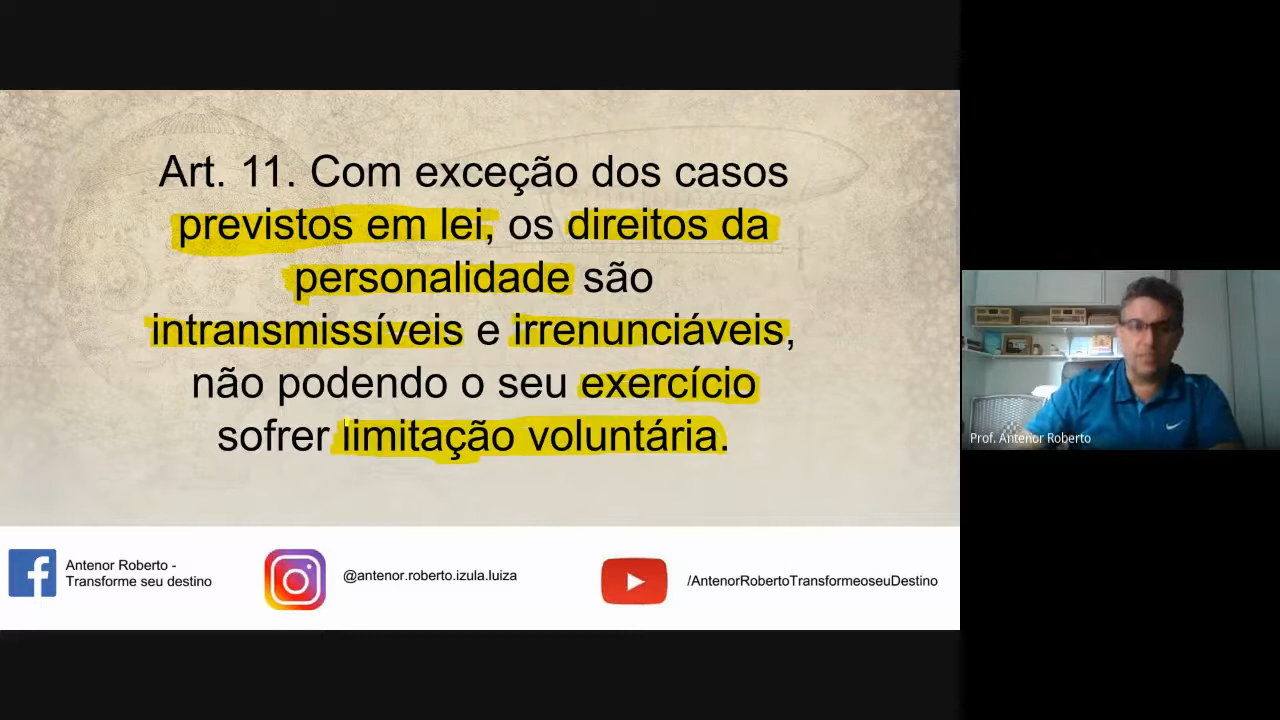 Art. 11. Com exceção dos casos
previstos em lei, os direitos da
personalidade são
intransmissíveis e irrenunciáveis,
não podendo o seu exercício
sofrer limitação voluntária.
Antenor Roberto -
Transforme seu destino
@antenor.roberto.izula.luiza
/AntenorRobertoTransformeoseuDestino
Prof. Antenor Roberto